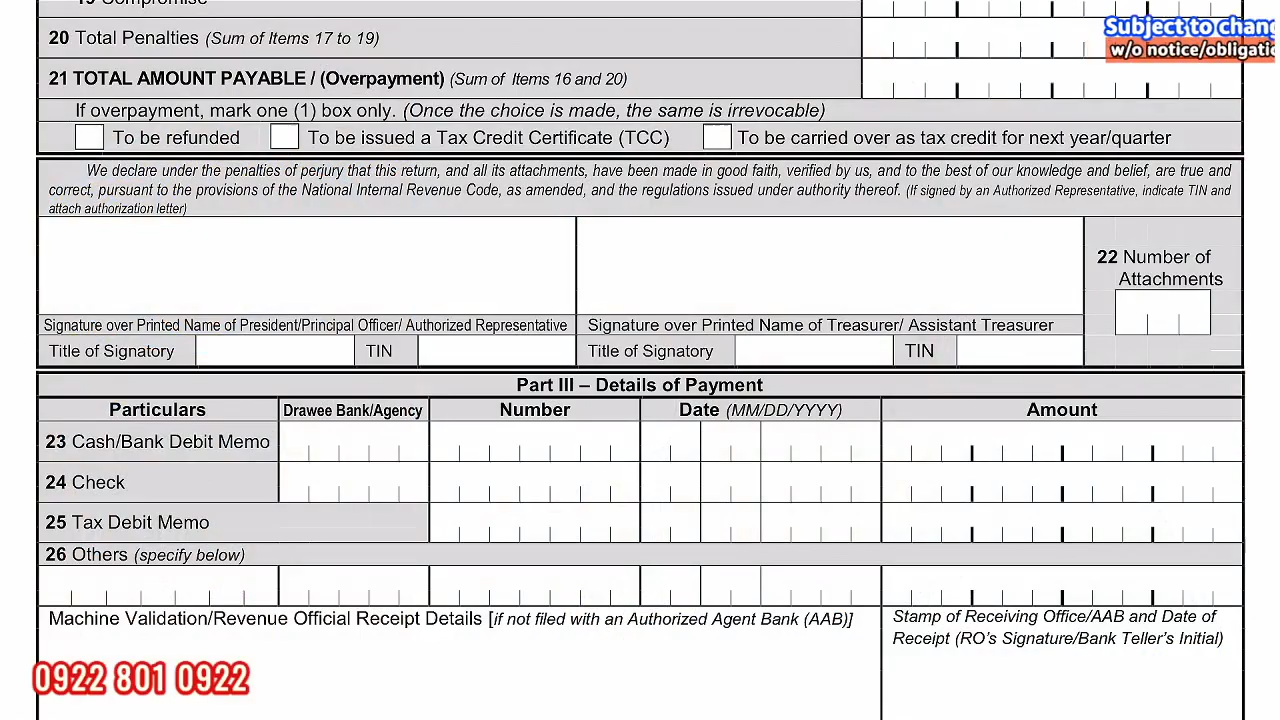 20 Total Penalties (Sum of Items 17 to 19)
Subject to chang
w/o notice/obligatio
21 TOTAL AMOUNT PAYABLE / (Overpayment) (Sum of Items 16 and 20)
If overpayment, mark one (1) box only. (Once the choice is made, the same is irrevocable)
To be refunded To be issued a Tax Credit Certificate (TCC) To be carried over as tax credit for next year/quarter
We declare under the penalties of perjury that this return, and all its attachments, have been made in good faith, verified by us, and to the best of our knowledge and belief, are true and
correct, pursuant to the provisions of the National Internal Revenue Code, as amended, and the regulations issued under authority thereof. (If signed by an Authorized Representative, indicate TIN and
attach authorization letter)
22 Number of
Attachments
Signature over Printed Name of President/Principal Officer/ Authorized Representative Signature over Printed Name of Treasurer/ Assistant Treasurer
Title of Signatory TIN Title of Signatory TIN
Part III – Details of Payment
Particulars Drawee Bank/Agency Number Date (MM/DD/YYYY) Amount
23 Cash/Bank Debit Memo
24 Check
25 Tax Debit Memo
26 Others (specify below)
Machine Validation/Revenue Official Receipt Details [if not filed with an Authorized Agent Bank (AAB)]
Stamp of Receiving Office/AAB and Date of
Receipt (RO's Signature/Bank Teller's Initial)
0922 801 0922